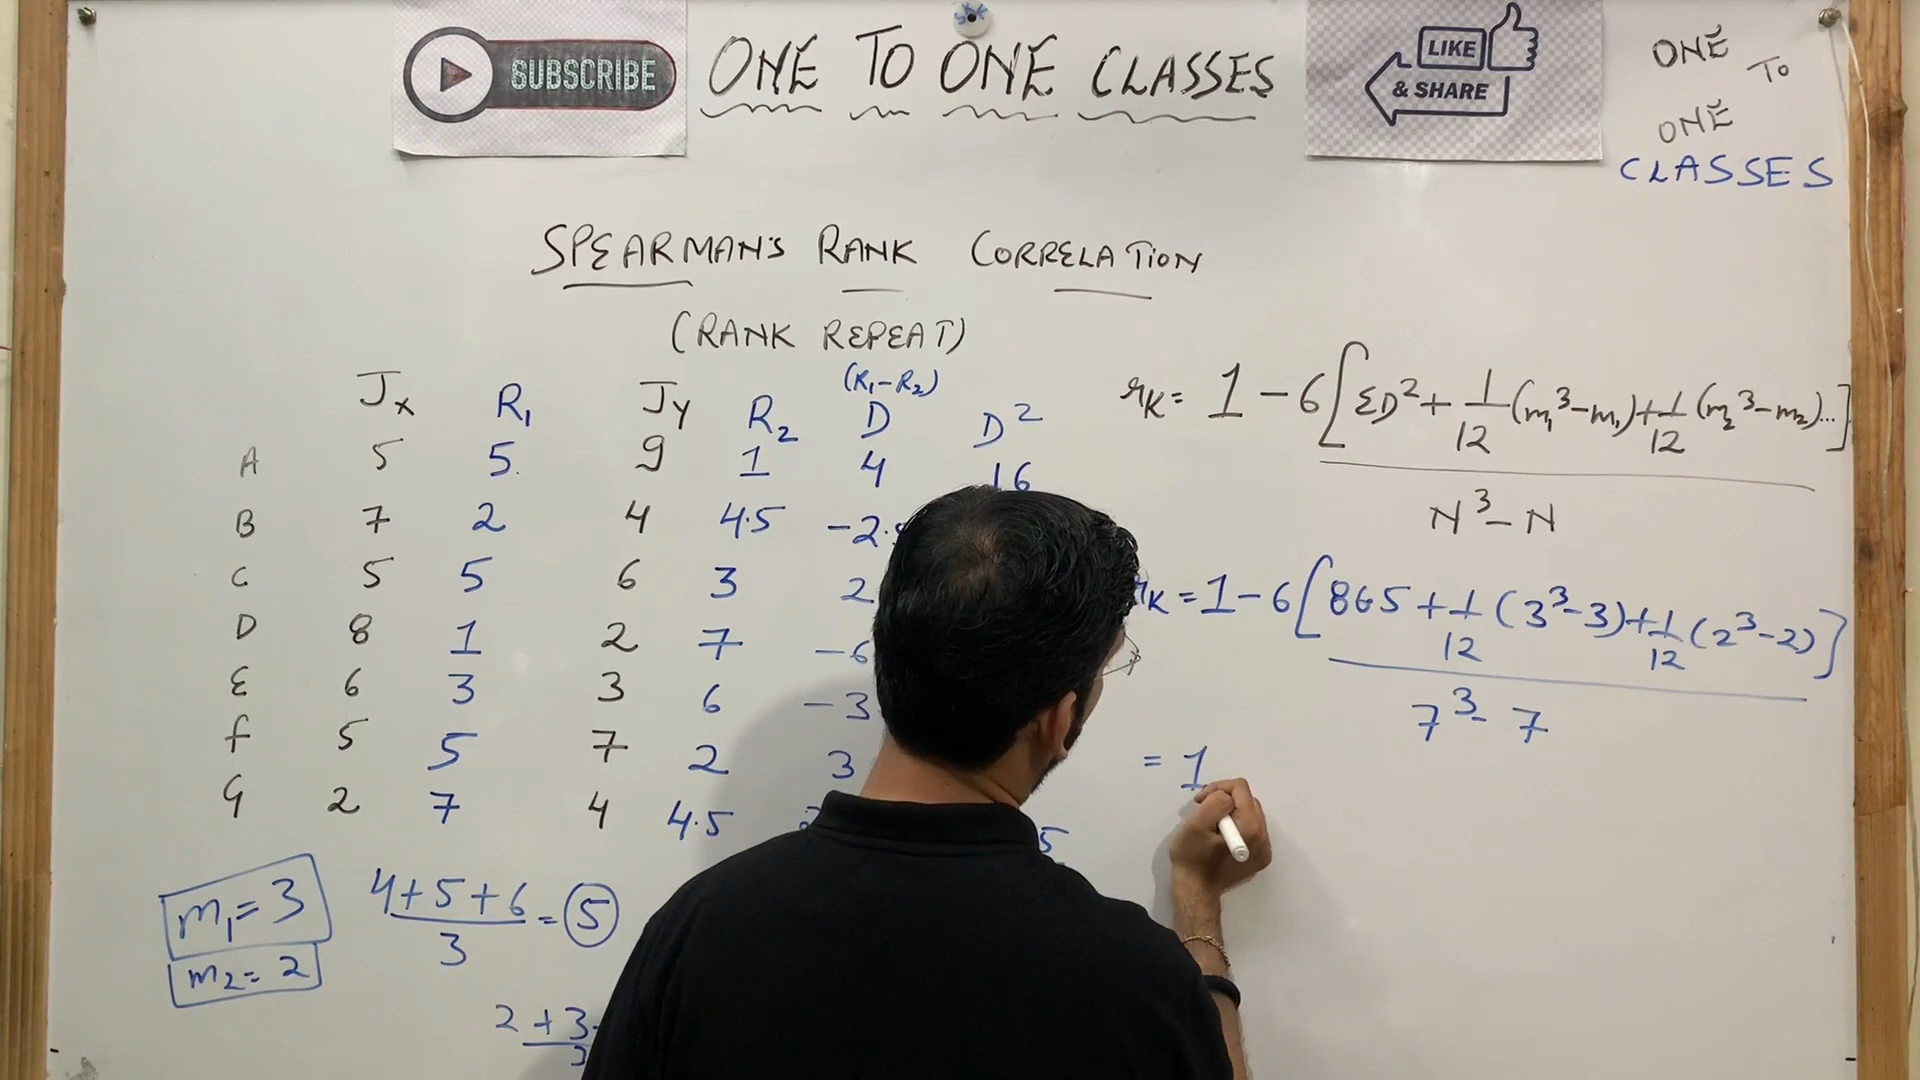 SUBSCRIBE
ONE TO ONE CLASSES
LIKE
& SHARE
ONE TO
ONE
CLASSES
SPEARMAN'S RANK CORRELATION
(RANK REPEAT)
(R₁-R₂)
Jx R₁ Jy R₂ D D²
A 5 5. 9 1 4 16
B 7 2 4 4.5 -2.
C 5 5 6 3 2
D 8 1 2 7 -6
E 6 3 3 6 -3
F 5 5 7 2 3
G 2 7 4 4.5 5
rK = 1 - 6[ΣD² + 1/12 (m₁³-m₁) + 1/12 (m₂³-m₂)...]
N³-N
rK = 1 - 6[865 + 1/12 (3³-3) + 1/12 (2³-2)]
7³-7
= 1
m₁ = 3
m₂ = 2
4+5+6
3
= 5
2+3